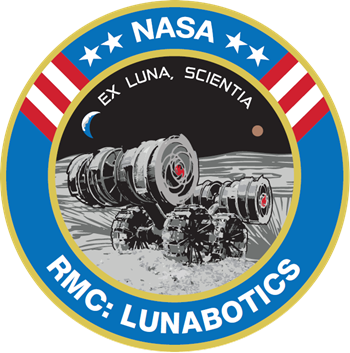 NASA
EX LUNA, SCIENTIA
RMC: LUNABOTICS